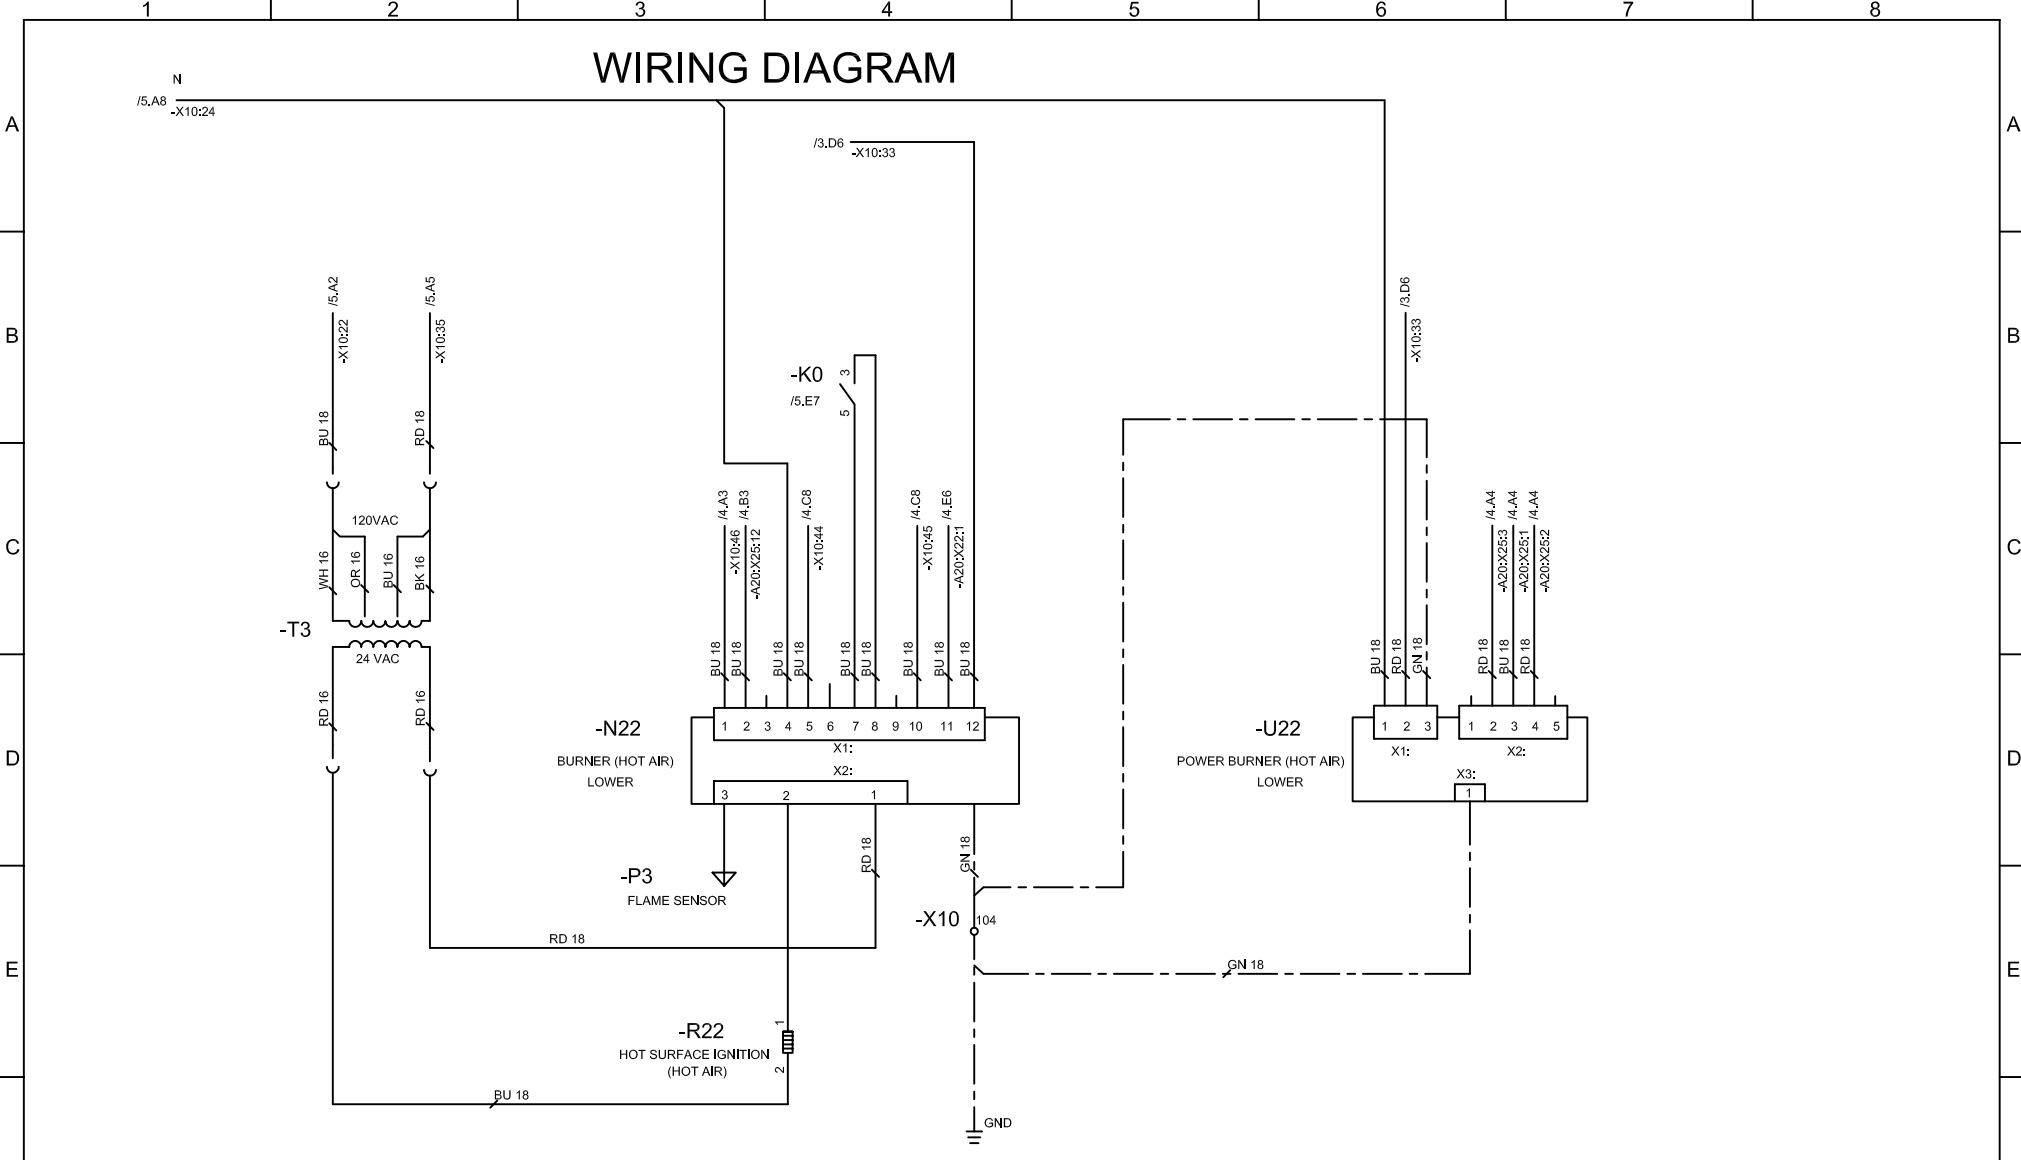 1 2 3 4 5 6 7 8
WIRING DIAGRAM
N
/5.A8
-X10:24
A
A
/3.D6
-X10:33
/5.A2
-X10:22
/5.A5
-X10:35
/3.D6
-X10:33
B
B
-K0
/5.E7
3
5
BU 18
RD 18
120VAC
WH 16
OR 16
BU 16
BK 16
/4.A3
-X10:46
/4.B3
-A20:X25:12
/4.C8
-X10:44
/4.C8
-X10:45
/4.E6
-A20:X22:1
/4.A4
-A20:X25:3
/4.A4
-A20:X25:1
/4.A4
-A20:X25:2
C
C
-T3
24 VAC
BU 18
BU 18
BU 18
BU 18
BU 18
BU 18
BU 18
BU 18
BU 18
BU 18
RD 18
GN 18
RD 18
BU 18
RD 18
RD 16
RD 16
-N22
1 2 3 4 5 6 7 8 9 10 11 12
X1:
BURNER (HOT AIR)
LOWER
X2:
3 2 1
-U22
1 2 3
X1:
1 2 3 4 5
X2:
POWER BURNER (HOT AIR)
LOWER
X3:
1
D
D
RD 18
GN 18
-P3
FLAME SENSOR
-X10
104
RD 18
GN 18
E
E
-R22
HOT SURFACE IGNITION
(HOT AIR)
1
2
BU 18
GND